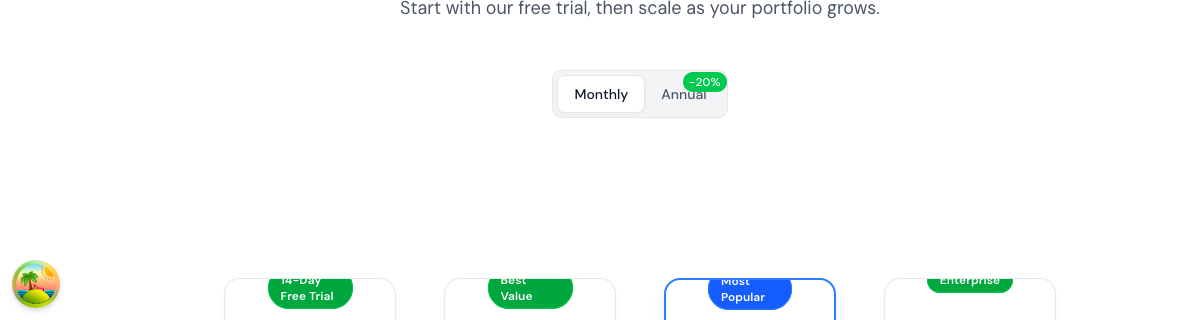 Start with our free trial, then scale as your portfolio grows.
-20%
Monthly
Annual
14-Day
Free Trial
Best
Value
Most
Popular
Enterprise